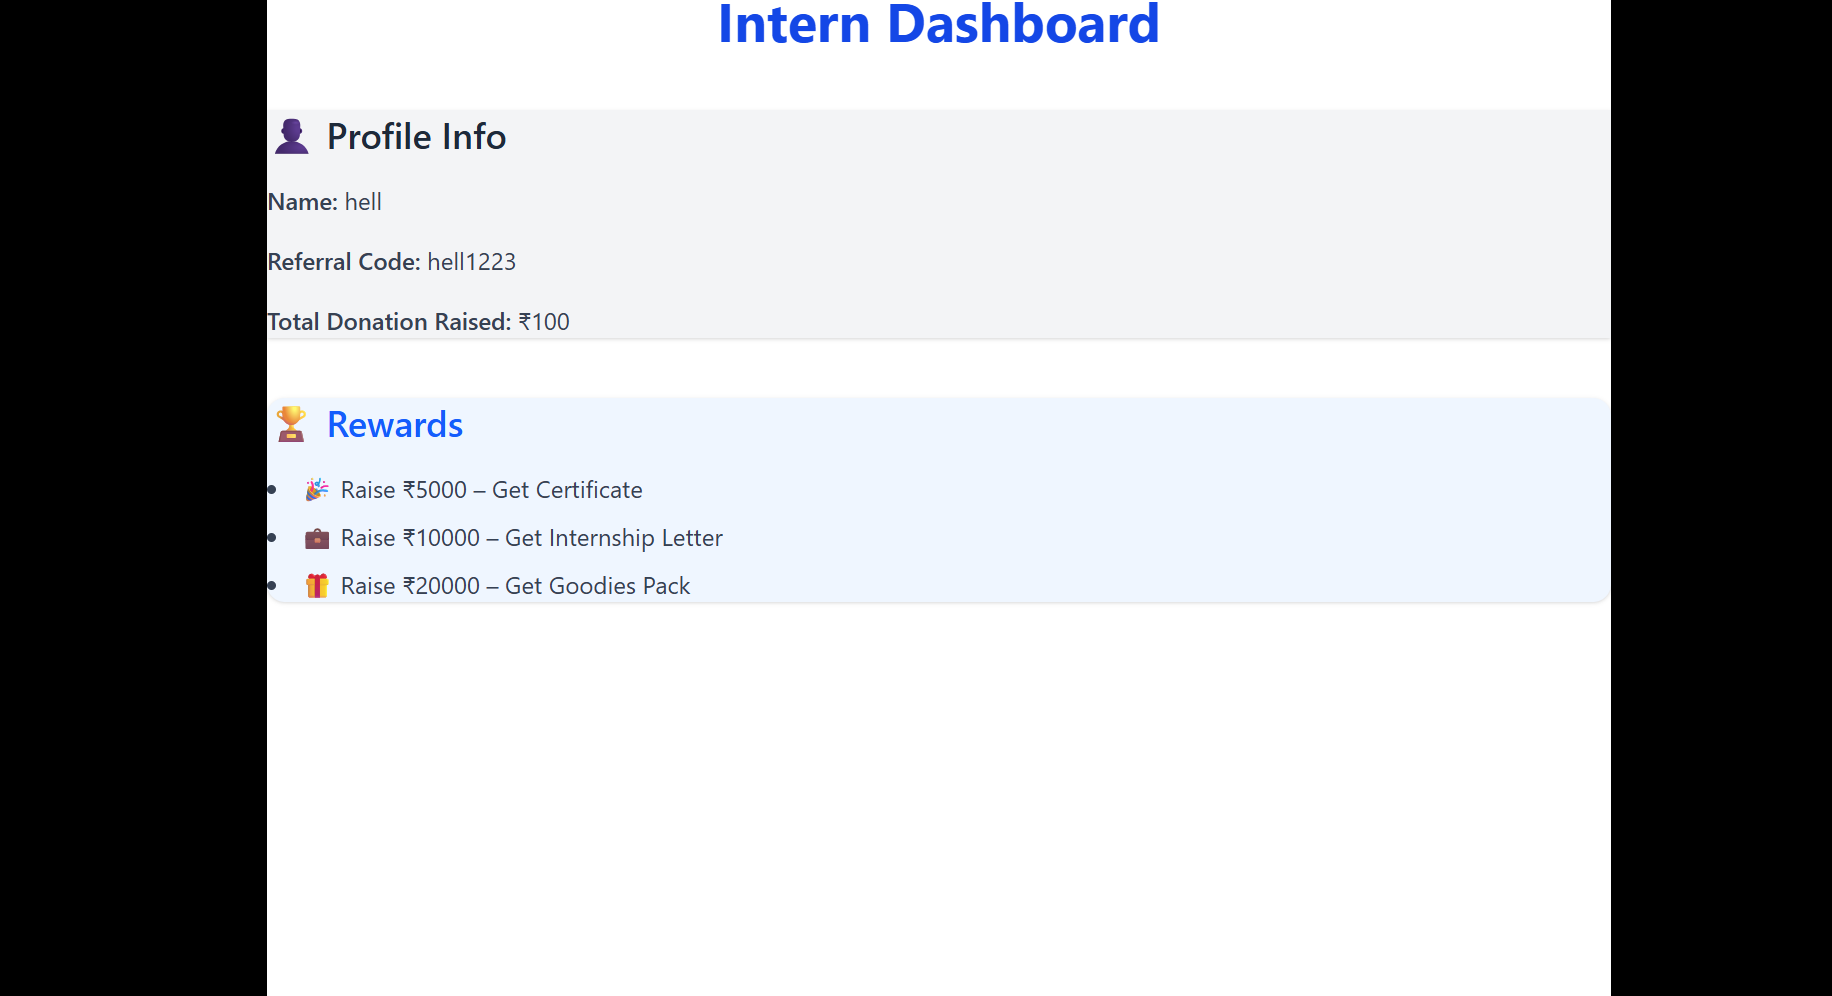 Intern Dashboard
👤 Profile Info
Name: hell
Referral Code: hell1223
Total Donation Raised: ₹100
🏆 Rewards
• 🎉 Raise ₹5000 – Get Certificate
• 💼 Raise ₹10000 – Get Internship Letter
• 🎁 Raise ₹20000 – Get Goodies Pack